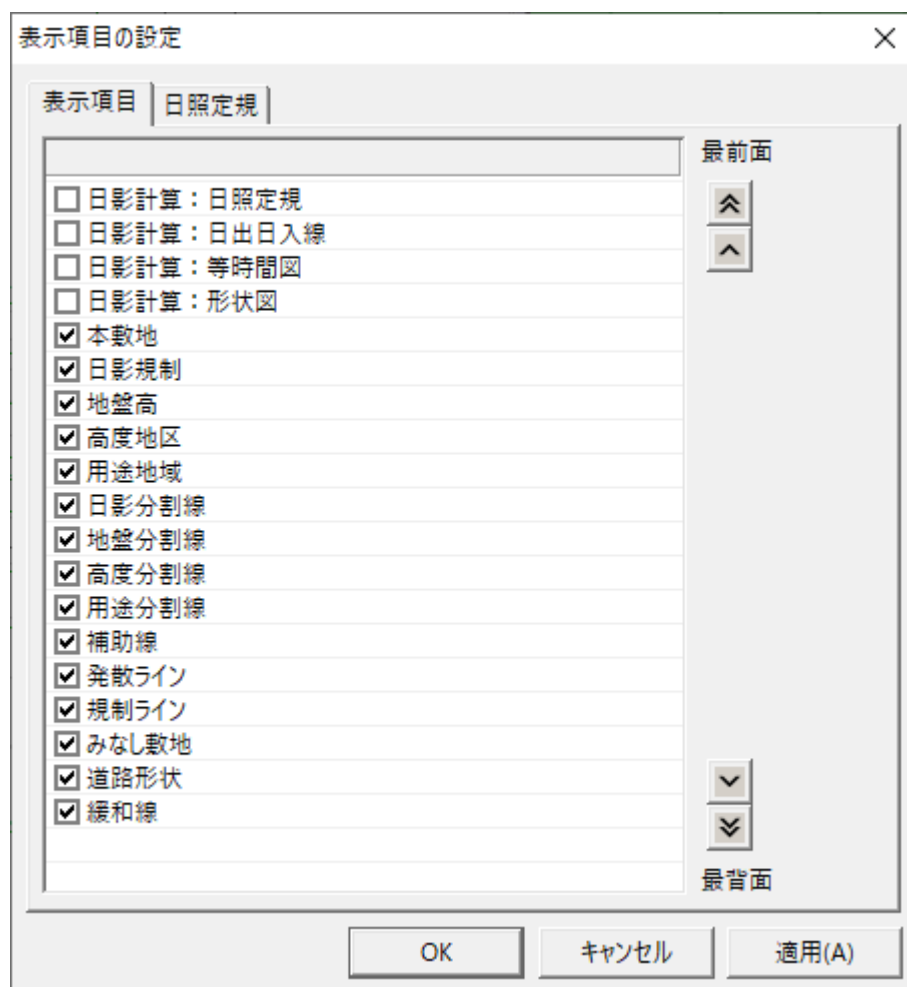 表示項目の設定
表示項目
日照定規
最前面
日影計算：日照定規
日影計算：日出日入線
日影計算：等時間図
日影計算：形状図
本敷地
日影規制
地盤高
高度地区
用途地域
日影分割線
地盤分割線
高度分割線
用途分割線
補助線
発散ライン
規制ライン
みなし敷地
道路形状
緩和線
最背面
OK
キャンセル
適用(A)